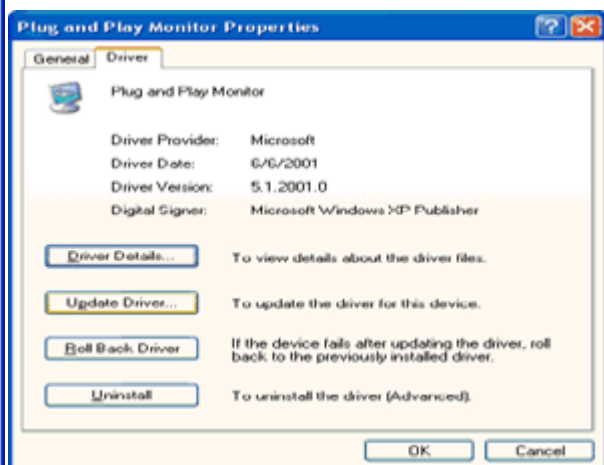 Plug and Play Monitor Properties
General Driver
Plug and Play Monitor
Driver Provider: Microsoft
Driver Date: 6/6/2001
Driver Version: 5.1.2001.0
Digital Signer: Microsoft Windows XP Publisher
Driver Details... To view details about the driver files.
Update Driver... To update the driver for this device.
Roll Back Driver If the device fails after updating the driver, roll
back to the previously installed driver.
Uninstall To uninstall the driver (Advanced).
OK Cancel